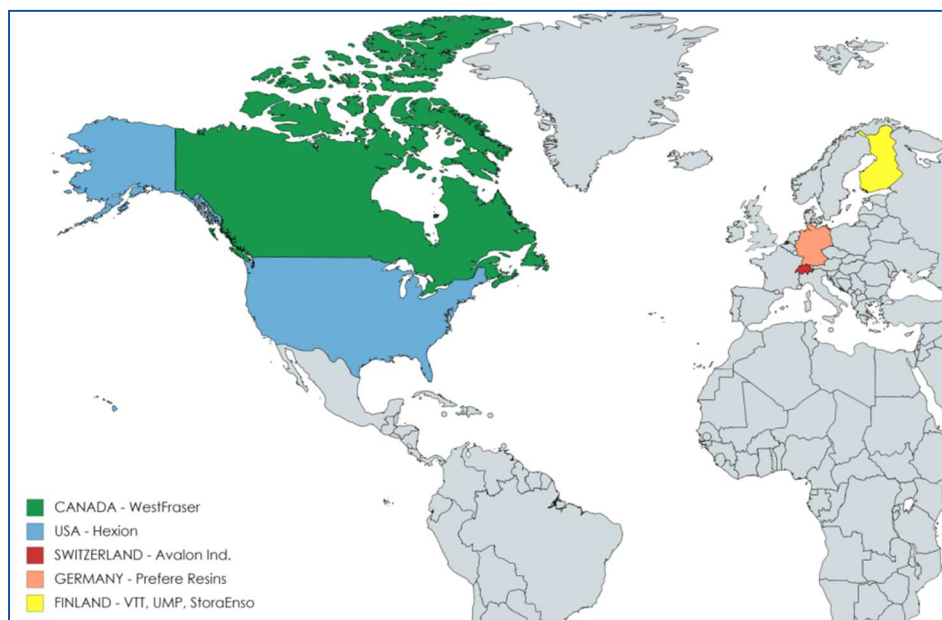 CANADA - WestFraser
USA - Hexion
SWITZERLAND - Avalon Ind.
GERMANY - Prefere Resins
FINLAND - VTT, UMP, StoraEnso